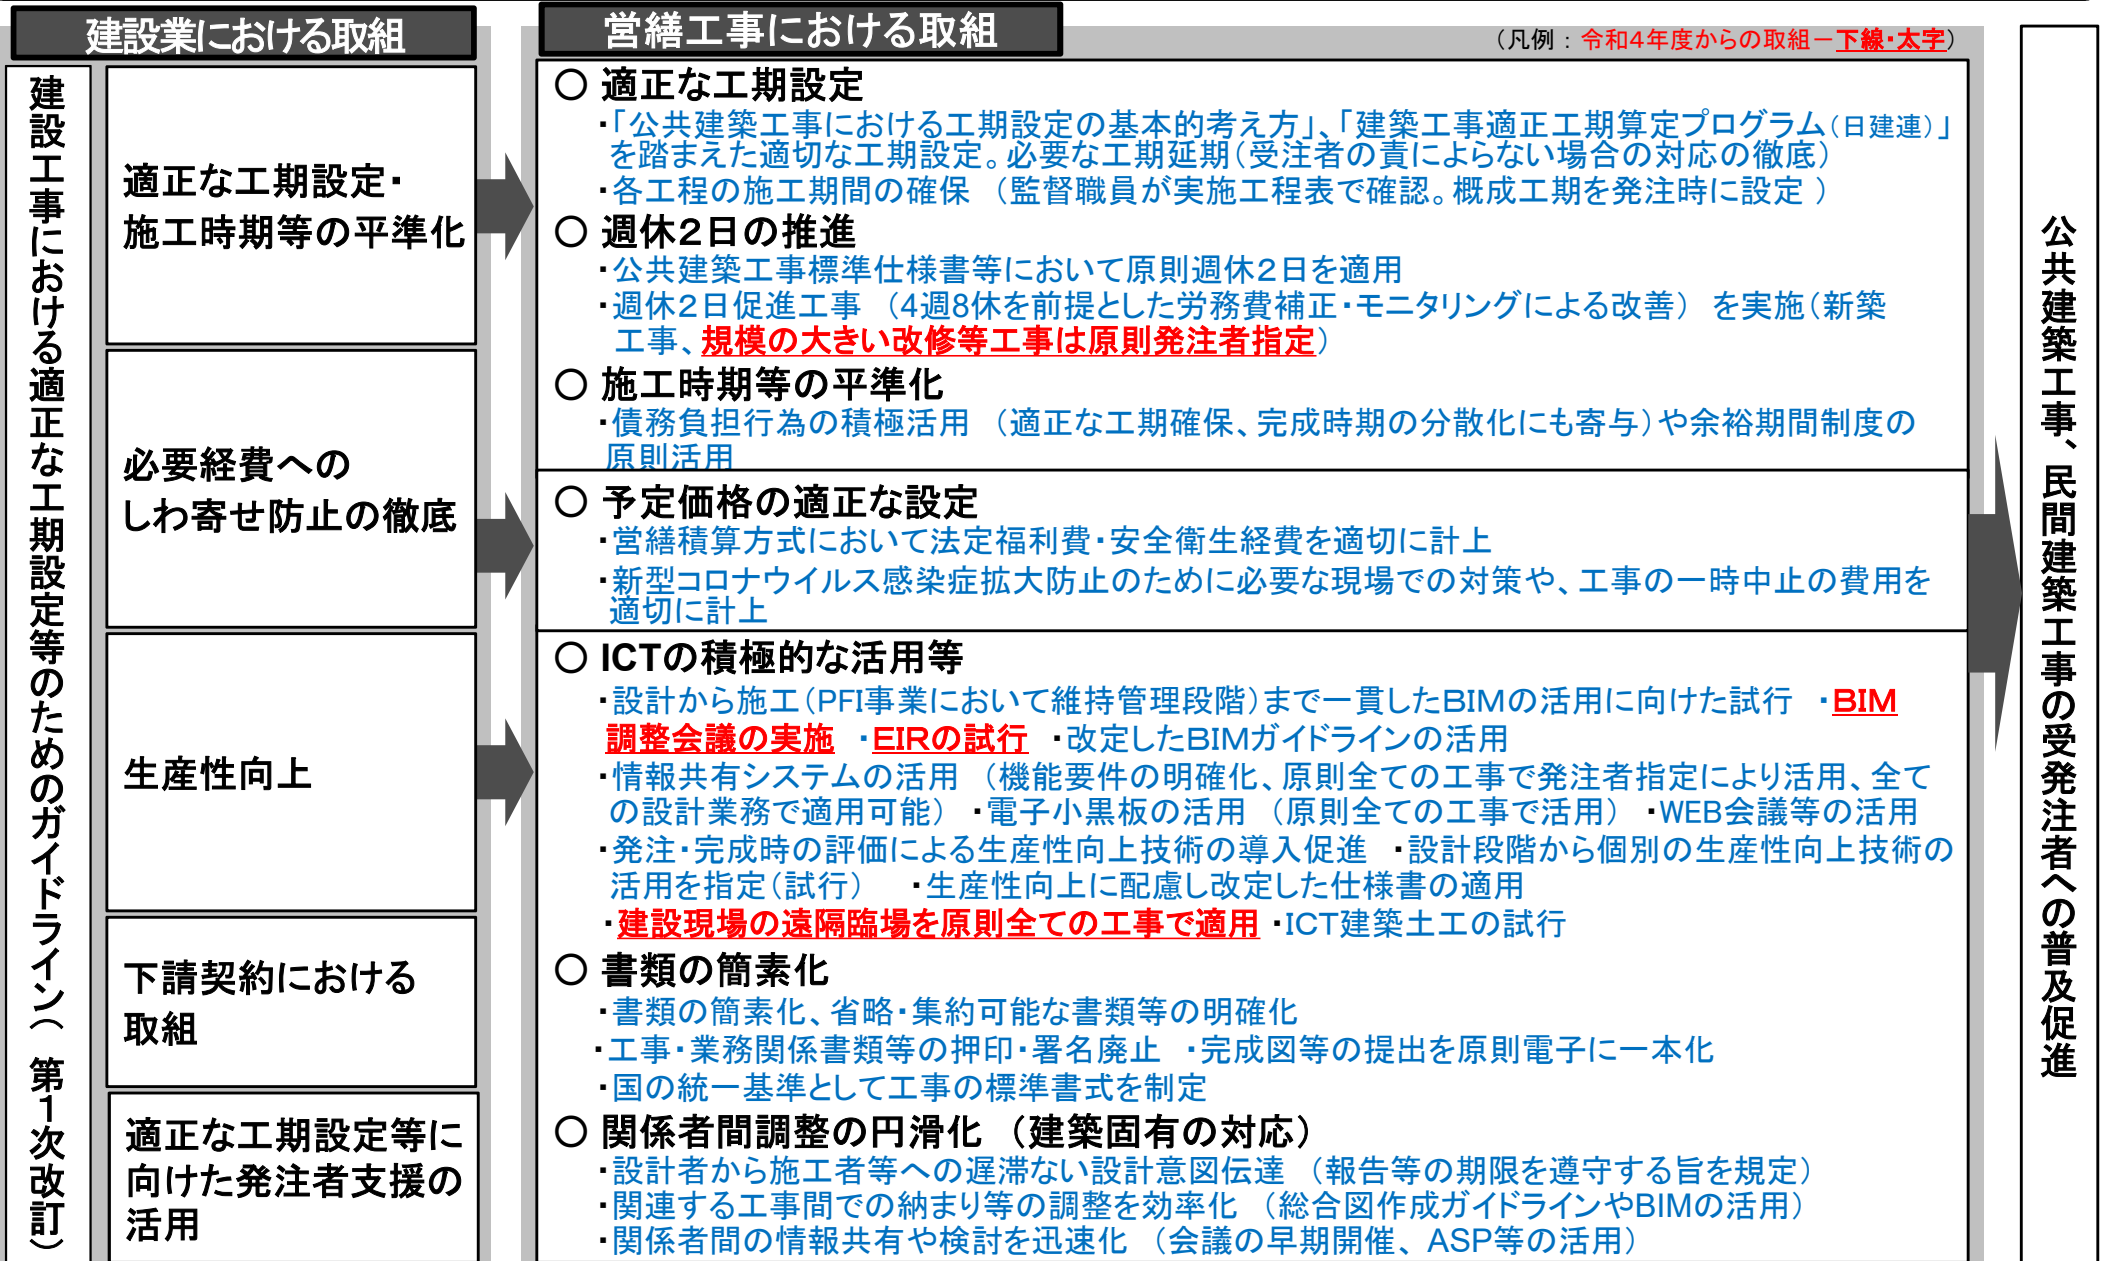 建設業における取組
営繕工事における取組
（凡例：令和４年度からの取組－下線・太字）
建設工事における適正な工期設定等のためのガイドライン（第１次改訂）
適正な工期設定・
施工時期等の平準化
必要経費への
しわ寄せ防止の徹底
生産性向上
下請契約における
取組
適正な工期設定等に
向けた発注者支援の
活用
○ 適正な工期設定
・「公共建築工事における工期設定の基本的考え方」、「建築工事適正工期算定プログラム（日建連）」
を踏まえた適切な工期設定。必要な工期延期（受注者の責によらない場合の対応の徹底）
・各工程の施工期間の確保 （監督職員が実施工程表で確認。概成工期を発注時に設定 ）
○ 週休２日の推進
・公共建築工事標準仕様書等において原則週休２日を適用
・週休２日促進工事 （4週8休を前提とした労務費補正・モニタリングによる改善） を実施（新築
工事、規模の大きい改修等工事は原則発注者指定）
○ 施工時期等の平準化
・債務負担行為の積極活用 （適正な工期確保、完成時期の分散化にも寄与）や余裕期間制度の
原則活用
○ 予定価格の適正な設定
・営繕積算方式において法定福利費・安全衛生経費を適切に計上
・新型コロナウイルス感染症拡大防止のために必要な現場での対策や、工事の一時中止の費用を
適切に計上
○ ICTの積極的な活用等
・設計から施工（PFI事業において維持管理段階）まで一貫したBIMの活用に向けた試行 ・BIM
調整会議の実施 ・EIRの試行 ・改定したBIMガイドラインの活用
・情報共有システムの活用 （機能要件の明確化、原則全ての工事で発注者指定により活用、全て
の設計業務で適用可能） ・電子小黒板の活用 （原則全ての工事で活用） ・WEB会議等の活用
・発注・完成時の評価による生産性向上技術の導入促進 ・設計段階から個別の生産性向上技術の
活用を指定（試行） ・生産性向上に配慮し改定した仕様書の適用
・建設現場の遠隔臨場を原則全ての工事で適用 ・ICT建築土工の試行
○ 書類の簡素化
・書類の簡素化、省略・集約可能な書類等の明確化
・工事・業務関係書類等の押印・署名廃止 ・完成図等の提出を原則電子に一本化
・国の統一基準として工事の標準書式を制定
○ 関係者間調整の円滑化 （建築固有の対応）
・設計者から施工者等への遅滞ない設計意図伝達 （報告等の期限を遵守する旨を規定）
・関連する工事間での納まり等の調整を効率化 （総合図作成ガイドラインやBIMの活用）
・関係者間の情報共有や検討を迅速化 （会議の早期開催、ASP等の活用）
公共建築工事、民間建築工事の受発注者への普及促進